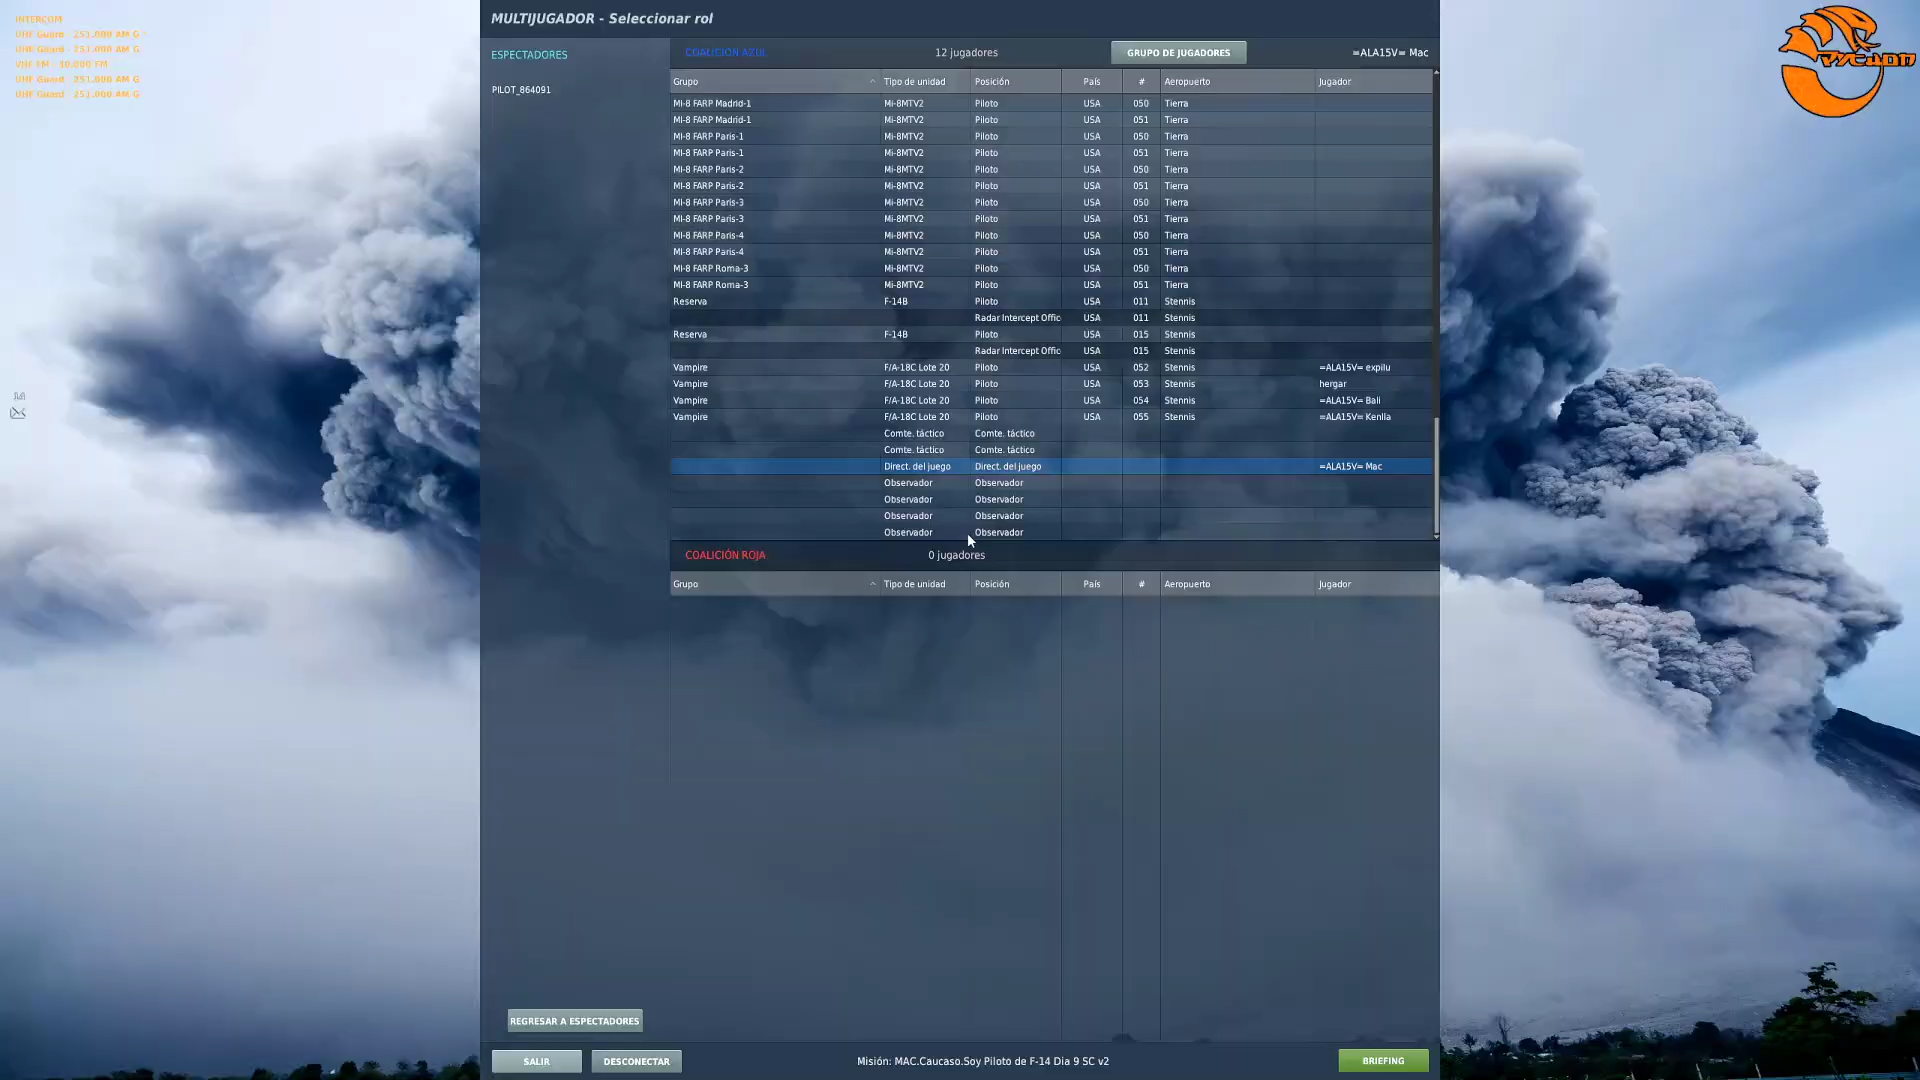 INTERCOM
UHF Guard - 251.000 AM G
UHF Guard - 251.000 AM G
VHF FM - 30.000 FM
UHF Guard - 251.000 AM G
UHF Guard - 251.000 AM G
MULTIJUGADOR - Seleccionar rol
ESPECTADORES
PILOT_864091
COALICIÓN AZUL 12 jugadores GRUPO DE JUGADORES =ALA15V= Mac
Grupo Tipo de unidad Posición País # Aeropuerto Jugador
MI-8 FARP Madrid-1 Mi-8MTV2 Piloto USA 050 Tierra
MI-8 FARP Madrid-1 Mi-8MTV2 Piloto USA 051 Tierra
MI-8 FARP Paris-1 Mi-8MTV2 Piloto USA 050 Tierra
MI-8 FARP Paris-1 Mi-8MTV2 Piloto USA 051 Tierra
MI-8 FARP Paris-2 Mi-8MTV2 Piloto USA 050 Tierra
MI-8 FARP Paris-2 Mi-8MTV2 Piloto USA 051 Tierra
MI-8 FARP Paris-3 Mi-8MTV2 Piloto USA 050 Tierra
MI-8 FARP Paris-3 Mi-8MTV2 Piloto USA 051 Tierra
MI-8 FARP Paris-4 Mi-8MTV2 Piloto USA 050 Tierra
MI-8 FARP Paris-4 Mi-8MTV2 Piloto USA 051 Tierra
MI-8 FARP Roma-3 Mi-8MTV2 Piloto USA 050 Tierra
MI-8 FARP Roma-3 Mi-8MTV2 Piloto USA 051 Tierra
Reserva F-14B Piloto USA 011 Stennis
Radar Intercept Offic USA 011 Stennis
Reserva F-14B Piloto USA 015 Stennis
Radar Intercept Offic USA 015 Stennis
Vampire F/A-18C Lote 20 Piloto USA 052 Stennis =ALA15V= expilu
Vampire F/A-18C Lote 20 Piloto USA 053 Stennis hergar
Vampire F/A-18C Lote 20 Piloto USA 054 Stennis =ALA15V= Bali
Vampire F/A-18C Lote 20 Piloto USA 055 Stennis =ALA15V= Kenlla
Comte. táctico Comte. táctico
Comte. táctico Comte. táctico
Direct. del juego Direct. del juego =ALA15V= Mac
Observador Observador
Observador Observador
Observador Observador
Observador Observador
COALICIÓN ROJA 0 jugadores
Grupo Tipo de unidad Posición País # Aeropuerto Jugador
REGRESAR A ESPECTADORES
SALIR DESCONECTAR Misión: MAC.Caucaso.Soy Piloto de F-14 Dia 9 SC v2 BRIEFING